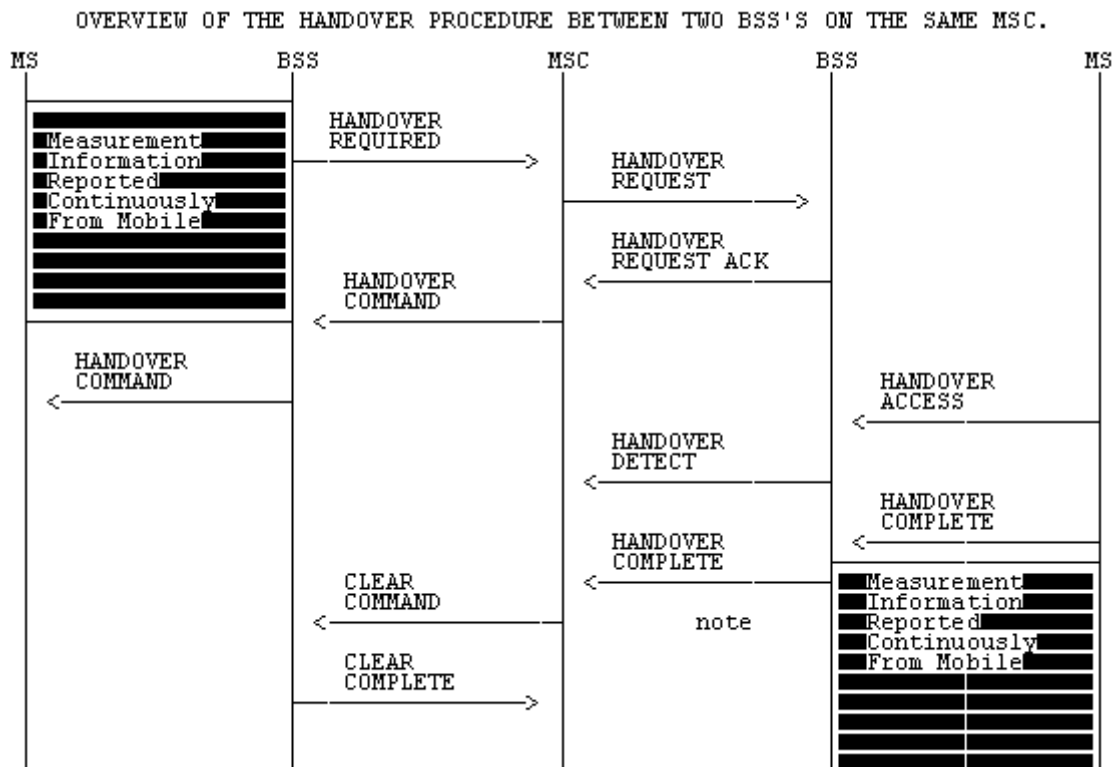 OVERVIEW OF THE HANDOVER PROCEDURE BETWEEN TWO BSS'S ON THE SAME MSC.
MS BSS MSC BSS MS
Measurement
Information
Reported
Continuously
From Mobile
HANDOVER
REQUIRED
HANDOVER
REQUEST
HANDOVER
REQUEST ACK
HANDOVER
COMMAND
HANDOVER
COMMAND
HANDOVER
ACCESS
HANDOVER
DETECT
HANDOVER
COMPLETE
HANDOVER
COMPLETE
CLEAR
COMMAND
note
Measurement
Information
Reported
Continuously
From Mobile
CLEAR
COMPLETE